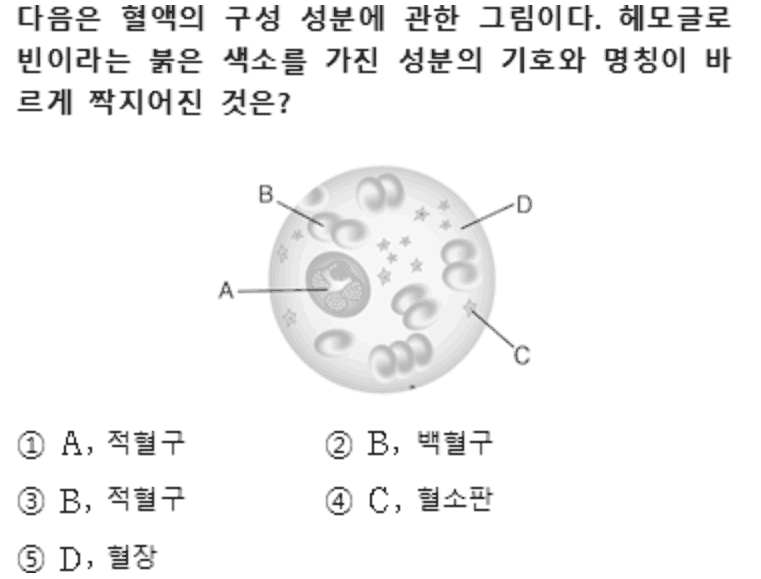 다음은 혈액의 구성 성분에 관한 그림이다. 헤모글로
빈이라는 붉은 색소를 가진 성분의 기호와 명칭이 바
르게 짝지어진 것은?
B
D
A
C
① A, 적혈구
② B, 백혈구
③ B, 적혈구
④ C, 혈소판
⑤ D, 혈장